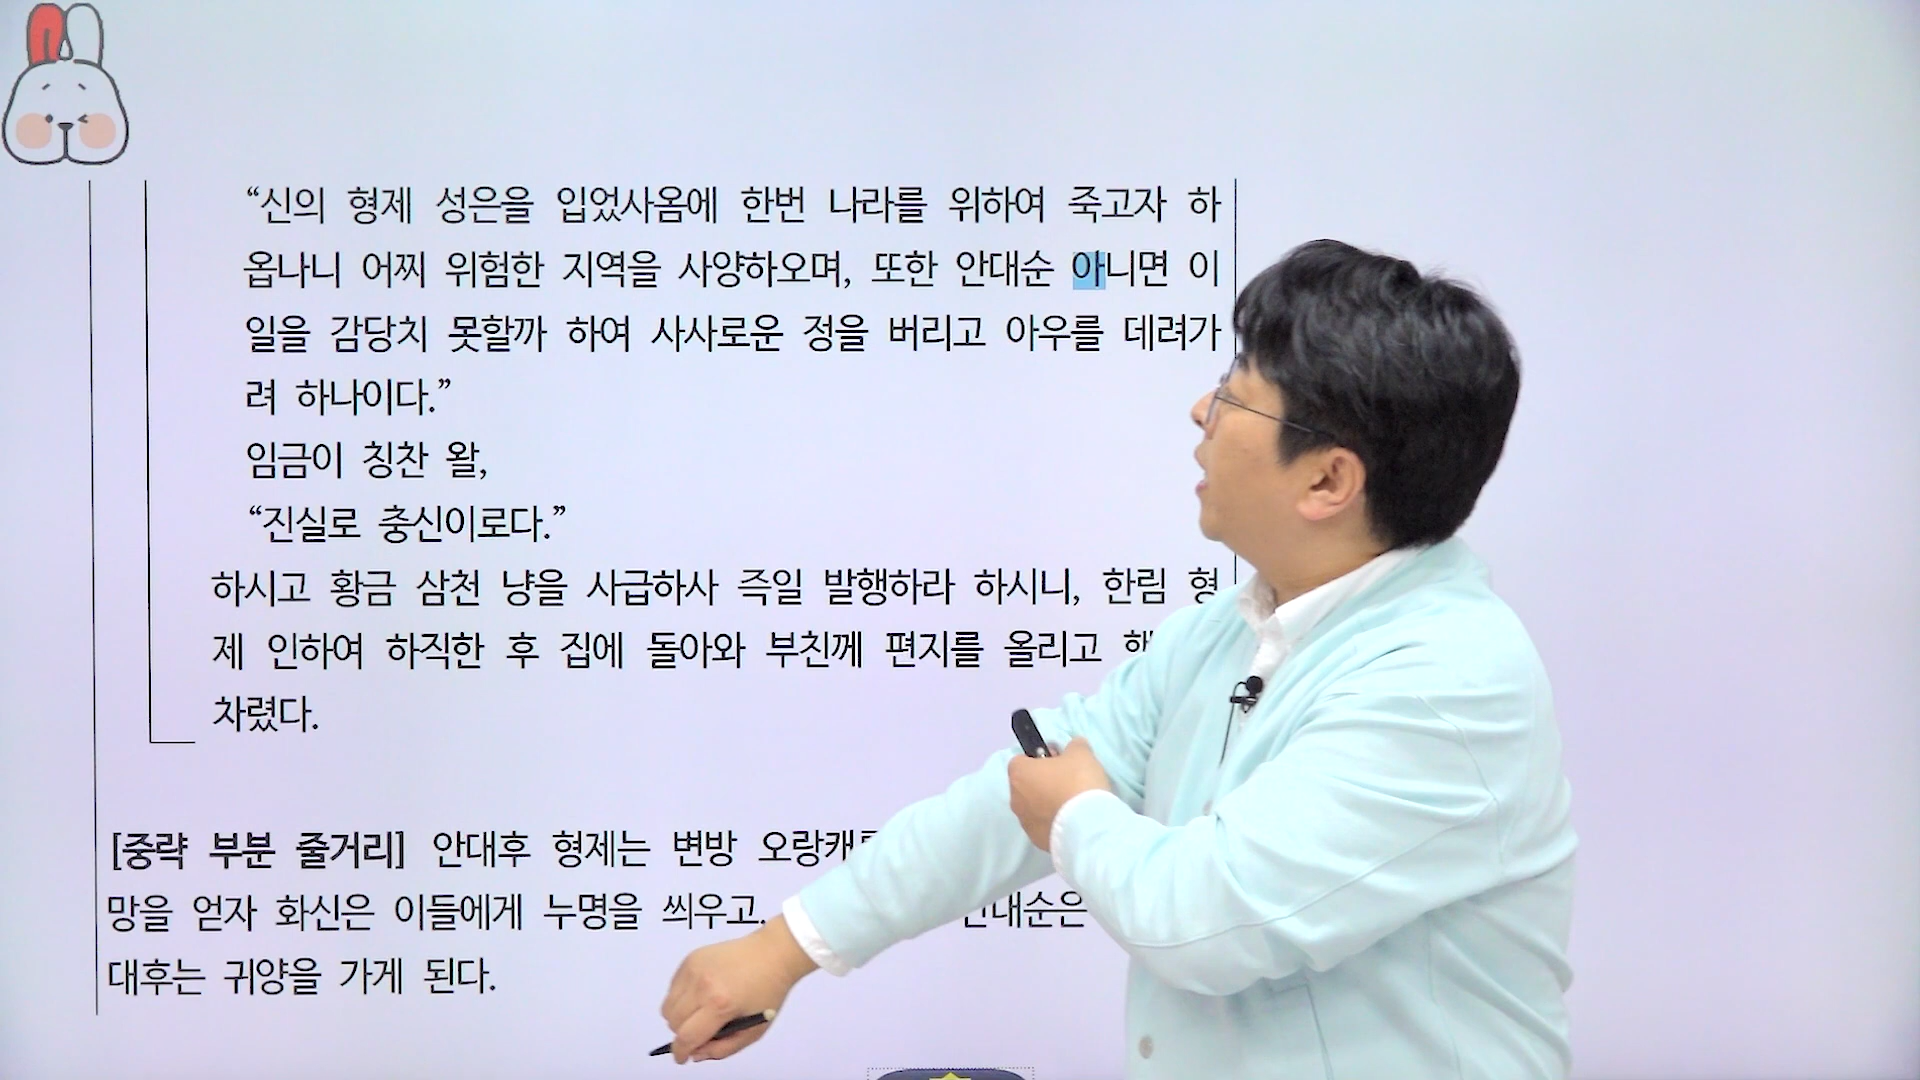 “신의 형제 성은을 입었사옴에 한번 나라를 위하여 죽고자 하
옵나니 어찌 위험한 지역을 사양하오며, 또한 안대순 아니면 이
일을 감당치 못할까 하여 사사로운 정을 버리고 아우를 데려가
려 하나이다.”
임금이 칭찬 왈,
“진실로 충신이로다.”
하시고 황금 삼천 냥을 사급하사 즉일 발행하라 하시니, 한림 형
제 인하여 하직한 후 집에 돌아와 부친께 편지를 올리고
차렸다.
[중략 부분 줄거리] 안대후 형제는 변방
망을 얻자 화신은 이들에게 누명을 씌우고. 안대순은
대후는 귀양을 가게 된다.